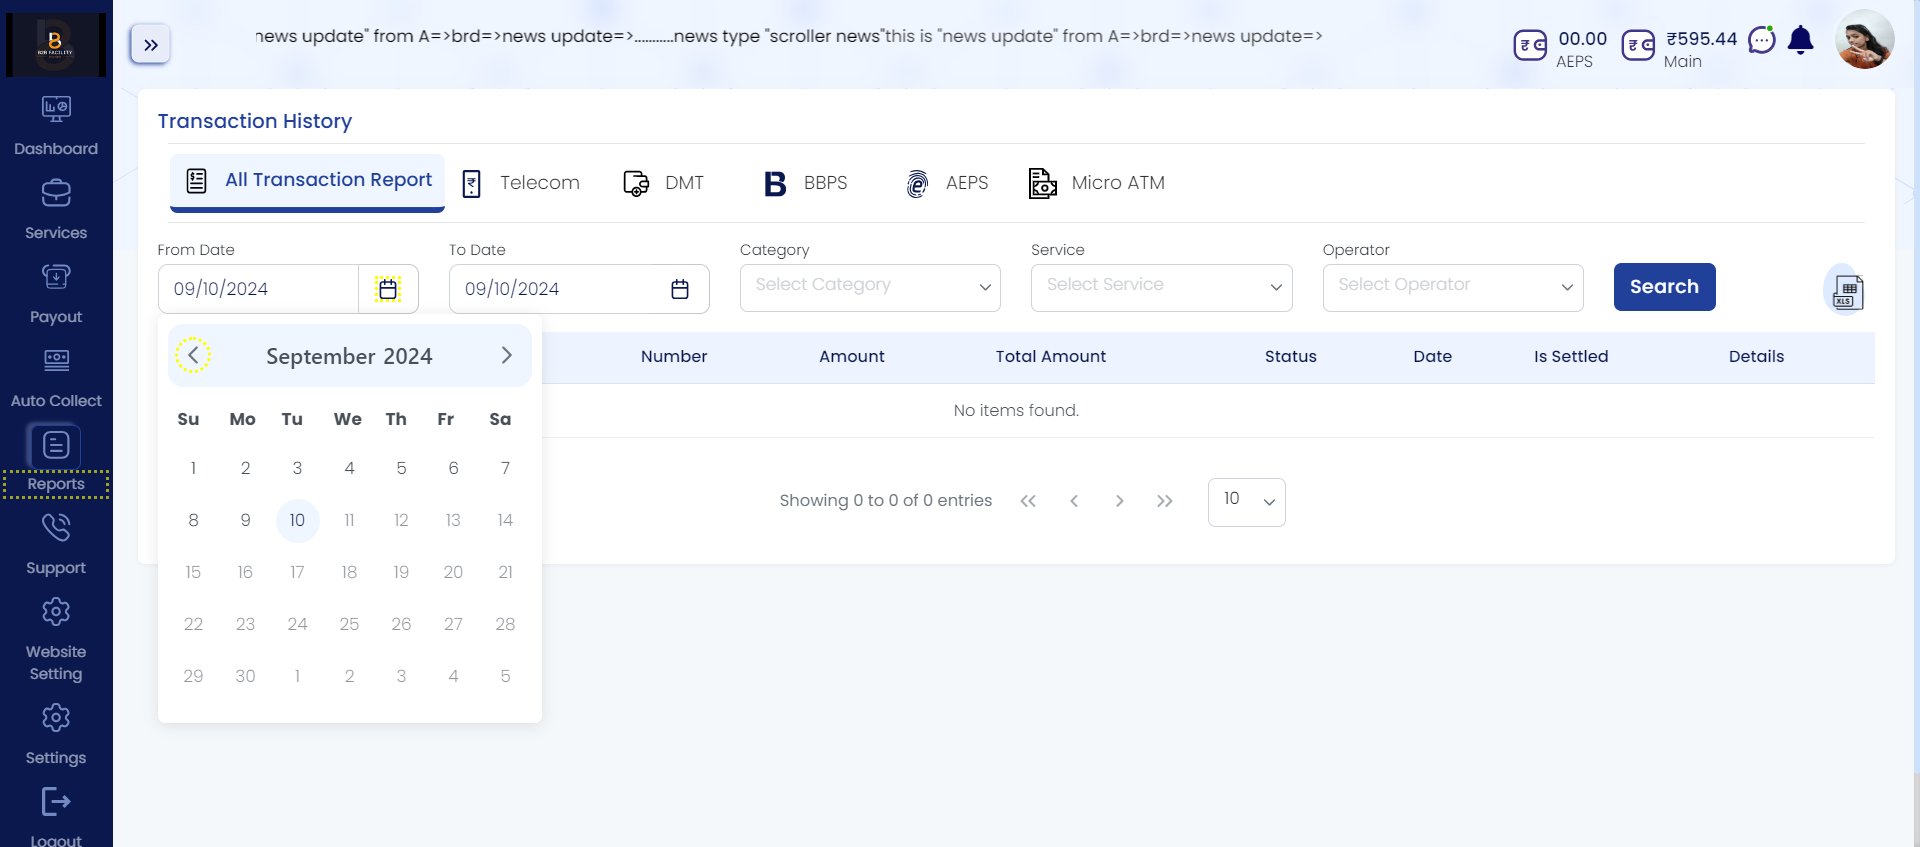 B2B FACILITY
news update" from A=>brd=>news update=>...........news type "scroller news"this is "news update" from A=>brd=>news update=>
00.00
AEPS
₹595.44
Main
Dashboard
Services
Payout
Auto Collect
Reports
Support
Website
Setting
Settings
Logout
Transaction History
All Transaction Report
Telecom
DMT
BBPS
AEPS
Micro ATM
From Date
To Date
Category
Service
Operator
09/10/2024
09/10/2024
Select Category
Select Service
Select Operator
Search
XLS
September 2024
Su Mo Tu We Th Fr Sa
1 2 3 4 5 6 7
8 9 10 11 12 13 14
15 16 17 18 19 20 21
22 23 24 25 26 27 28
29 30 1 2 3 4 5
Number Amount Total Amount Status Date Is Settled Details
No items found.
Showing 0 to 0 of 0 entries
10